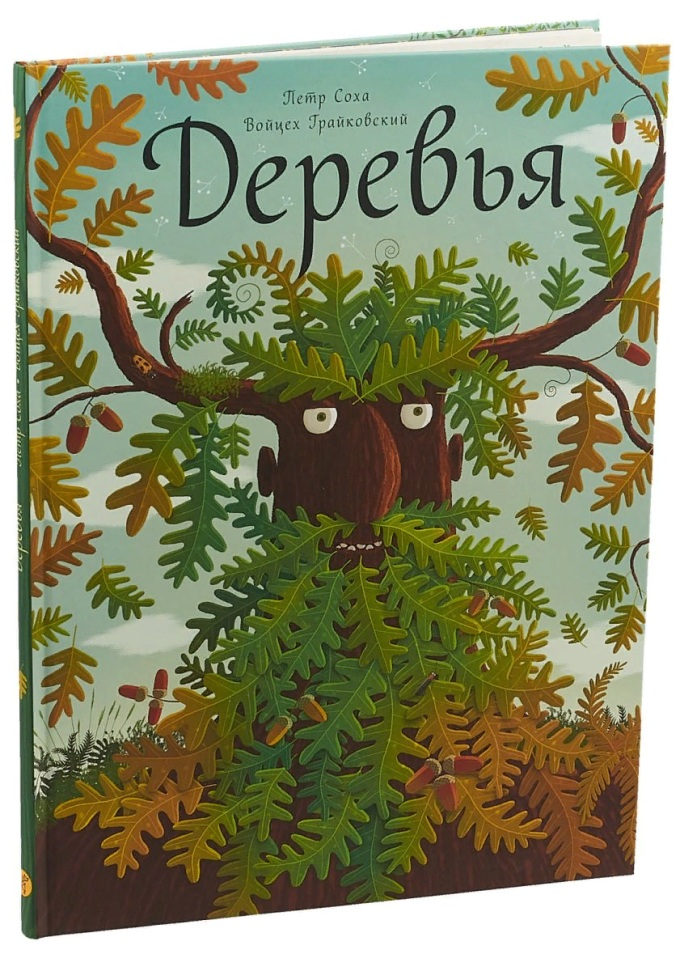 Петр Соха
Войцех Грайковский
Деревья
Петр Соха • Войцех Грайковский
Деревья